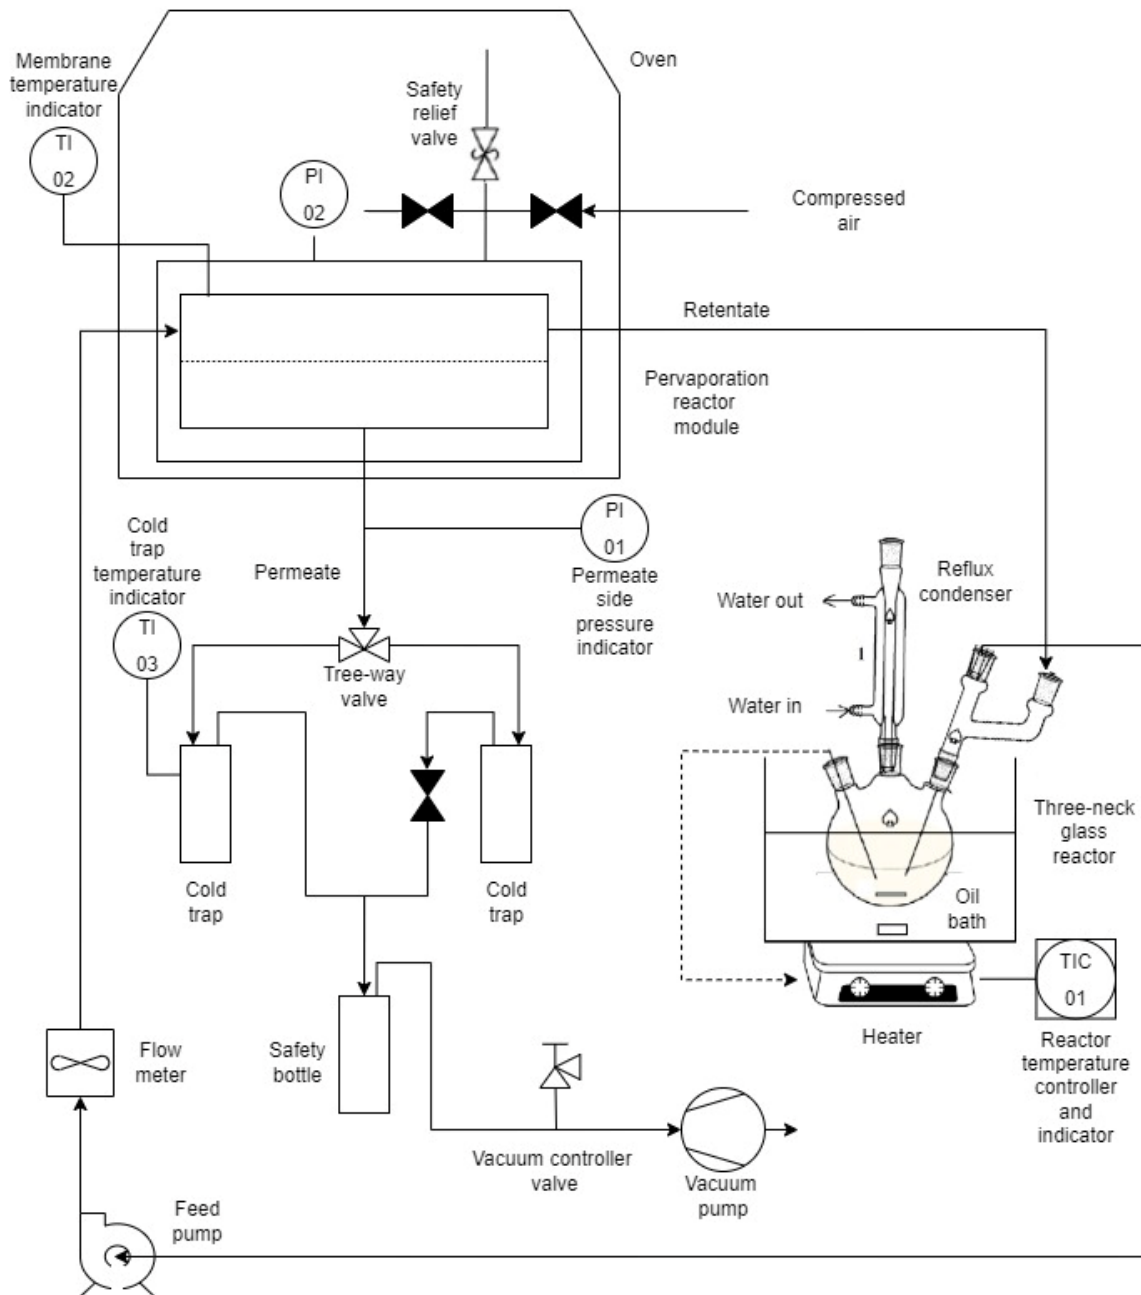 Membrane
temperature
indicator
TI
02
Oven
Safety
relief
valve
PI
02
Compressed
air
Retentate
Pervaporation
reactor
module
PI
01
Permeate
side
pressure
indicator
Cold
trap
temperature
indicator
TI
03
Permeate
Tree-way
valve
Reflux
condenser
Water out
1
Water in
Cold
trap
Cold
trap
Three-neck
glass
reactor
Oil
bath
TIC
01
Heater
Reactor
temperature
controller
and
indicator
Flow
meter
Safety
bottle
Vacuum controller
valve
Vacuum
pump
Feed
pump